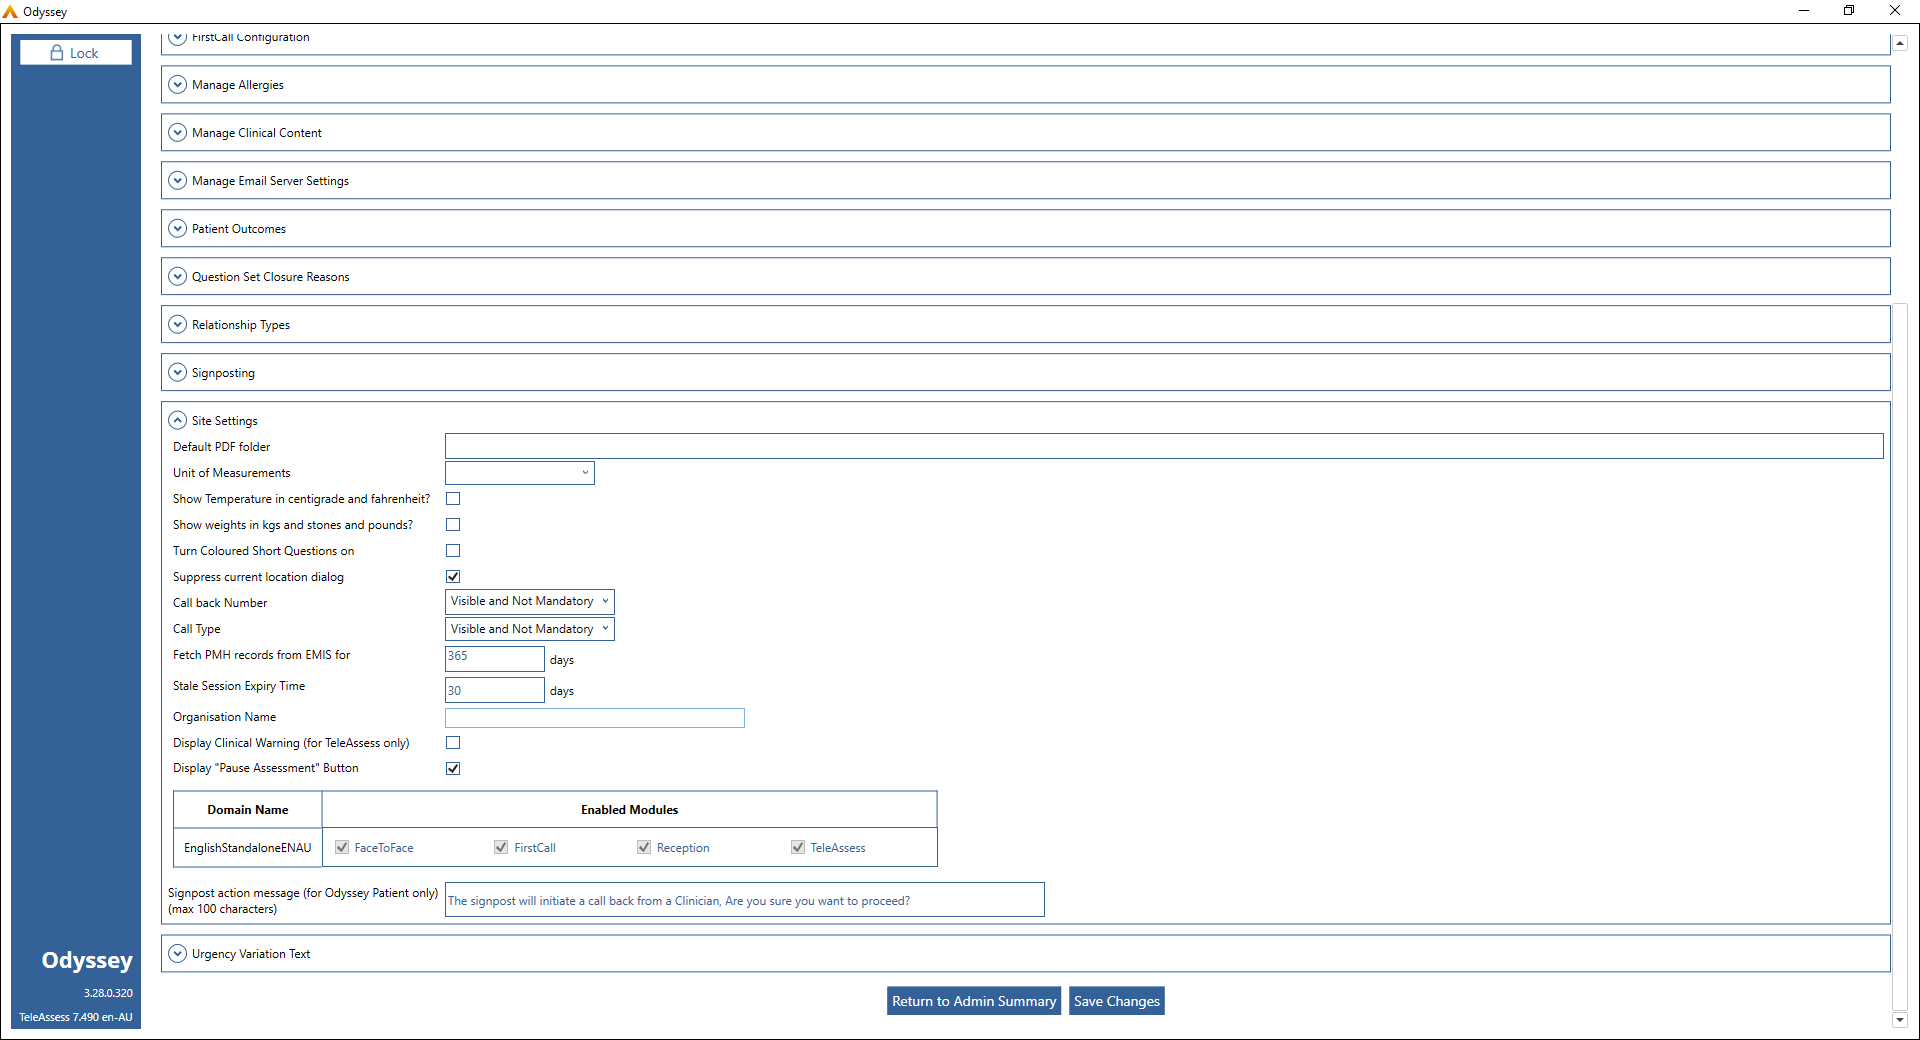 Odyssey
Lock
FirstCall Configuration
Manage Allergies
Manage Clinical Content
Manage Email Server Settings
Patient Outcomes
Question Set Closure Reasons
Relationship Types
Signposting
Site Settings
Default PDF folder
Unit of Measurements
Show Temperature in centigrade and fahrenheit?
Show weights in kgs and stones and pounds?
Turn Coloured Short Questions on
Suppress current location dialog
Call back Number Visible and Not Mandatory
Call Type Visible and Not Mandatory
Fetch PMH records from EMIS for 365 days
Stale Session Expiry Time 30 days
Organisation Name
Display Clinical Warning (for TeleAssess only)
Display "Pause Assessment" Button
Domain Name Enabled Modules
EnglishStandaloneENAU FaceToFace FirstCall Reception TeleAssess
Signpost action message (for Odyssey Patient only)
(max 100 characters)
The signpost will initiate a call back from a Clinician, Are you sure you want to proceed?
Urgency Variation Text
Return to Admin Summary Save Changes
Odyssey
3.28.0.320
TeleAssess 7.490 en-AU